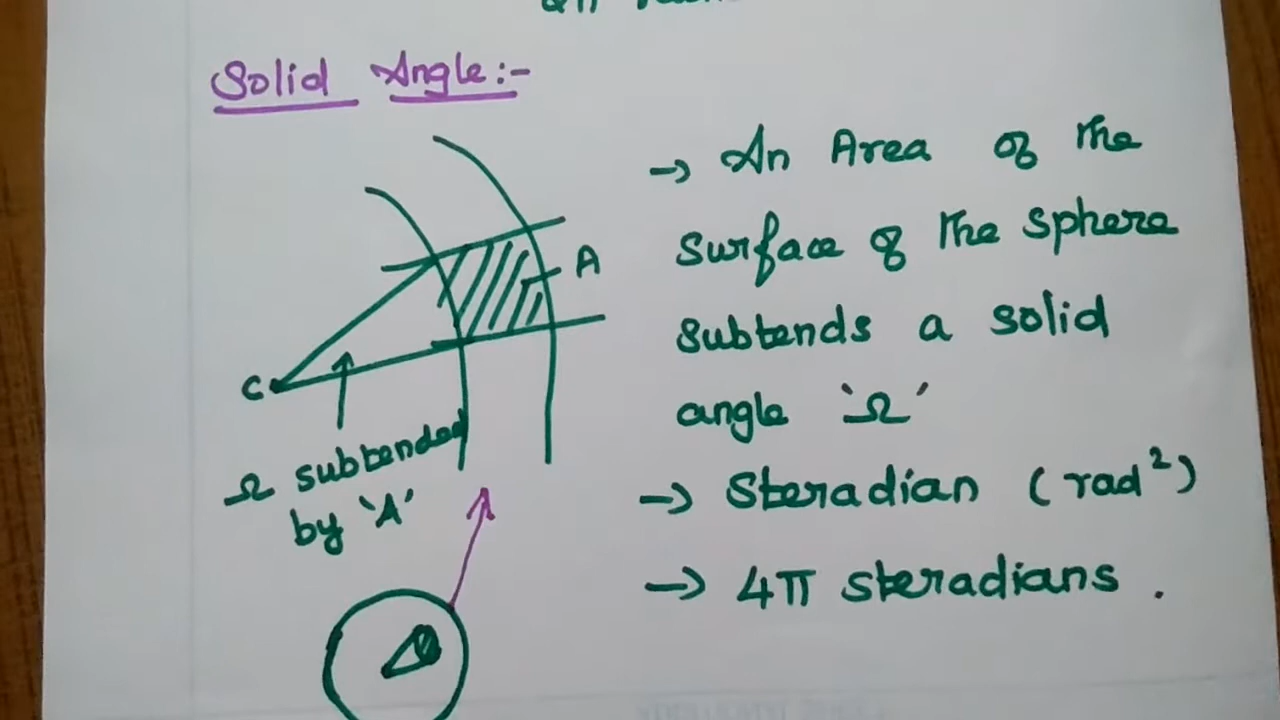 2π
Solid Angle:-
→ An Area of the
surface of the sphere
subtends a solid
angle 'Ω'
→ Steradian (rad²)
→ 4π steradians.
A
C
Ω subtended
by 'A'